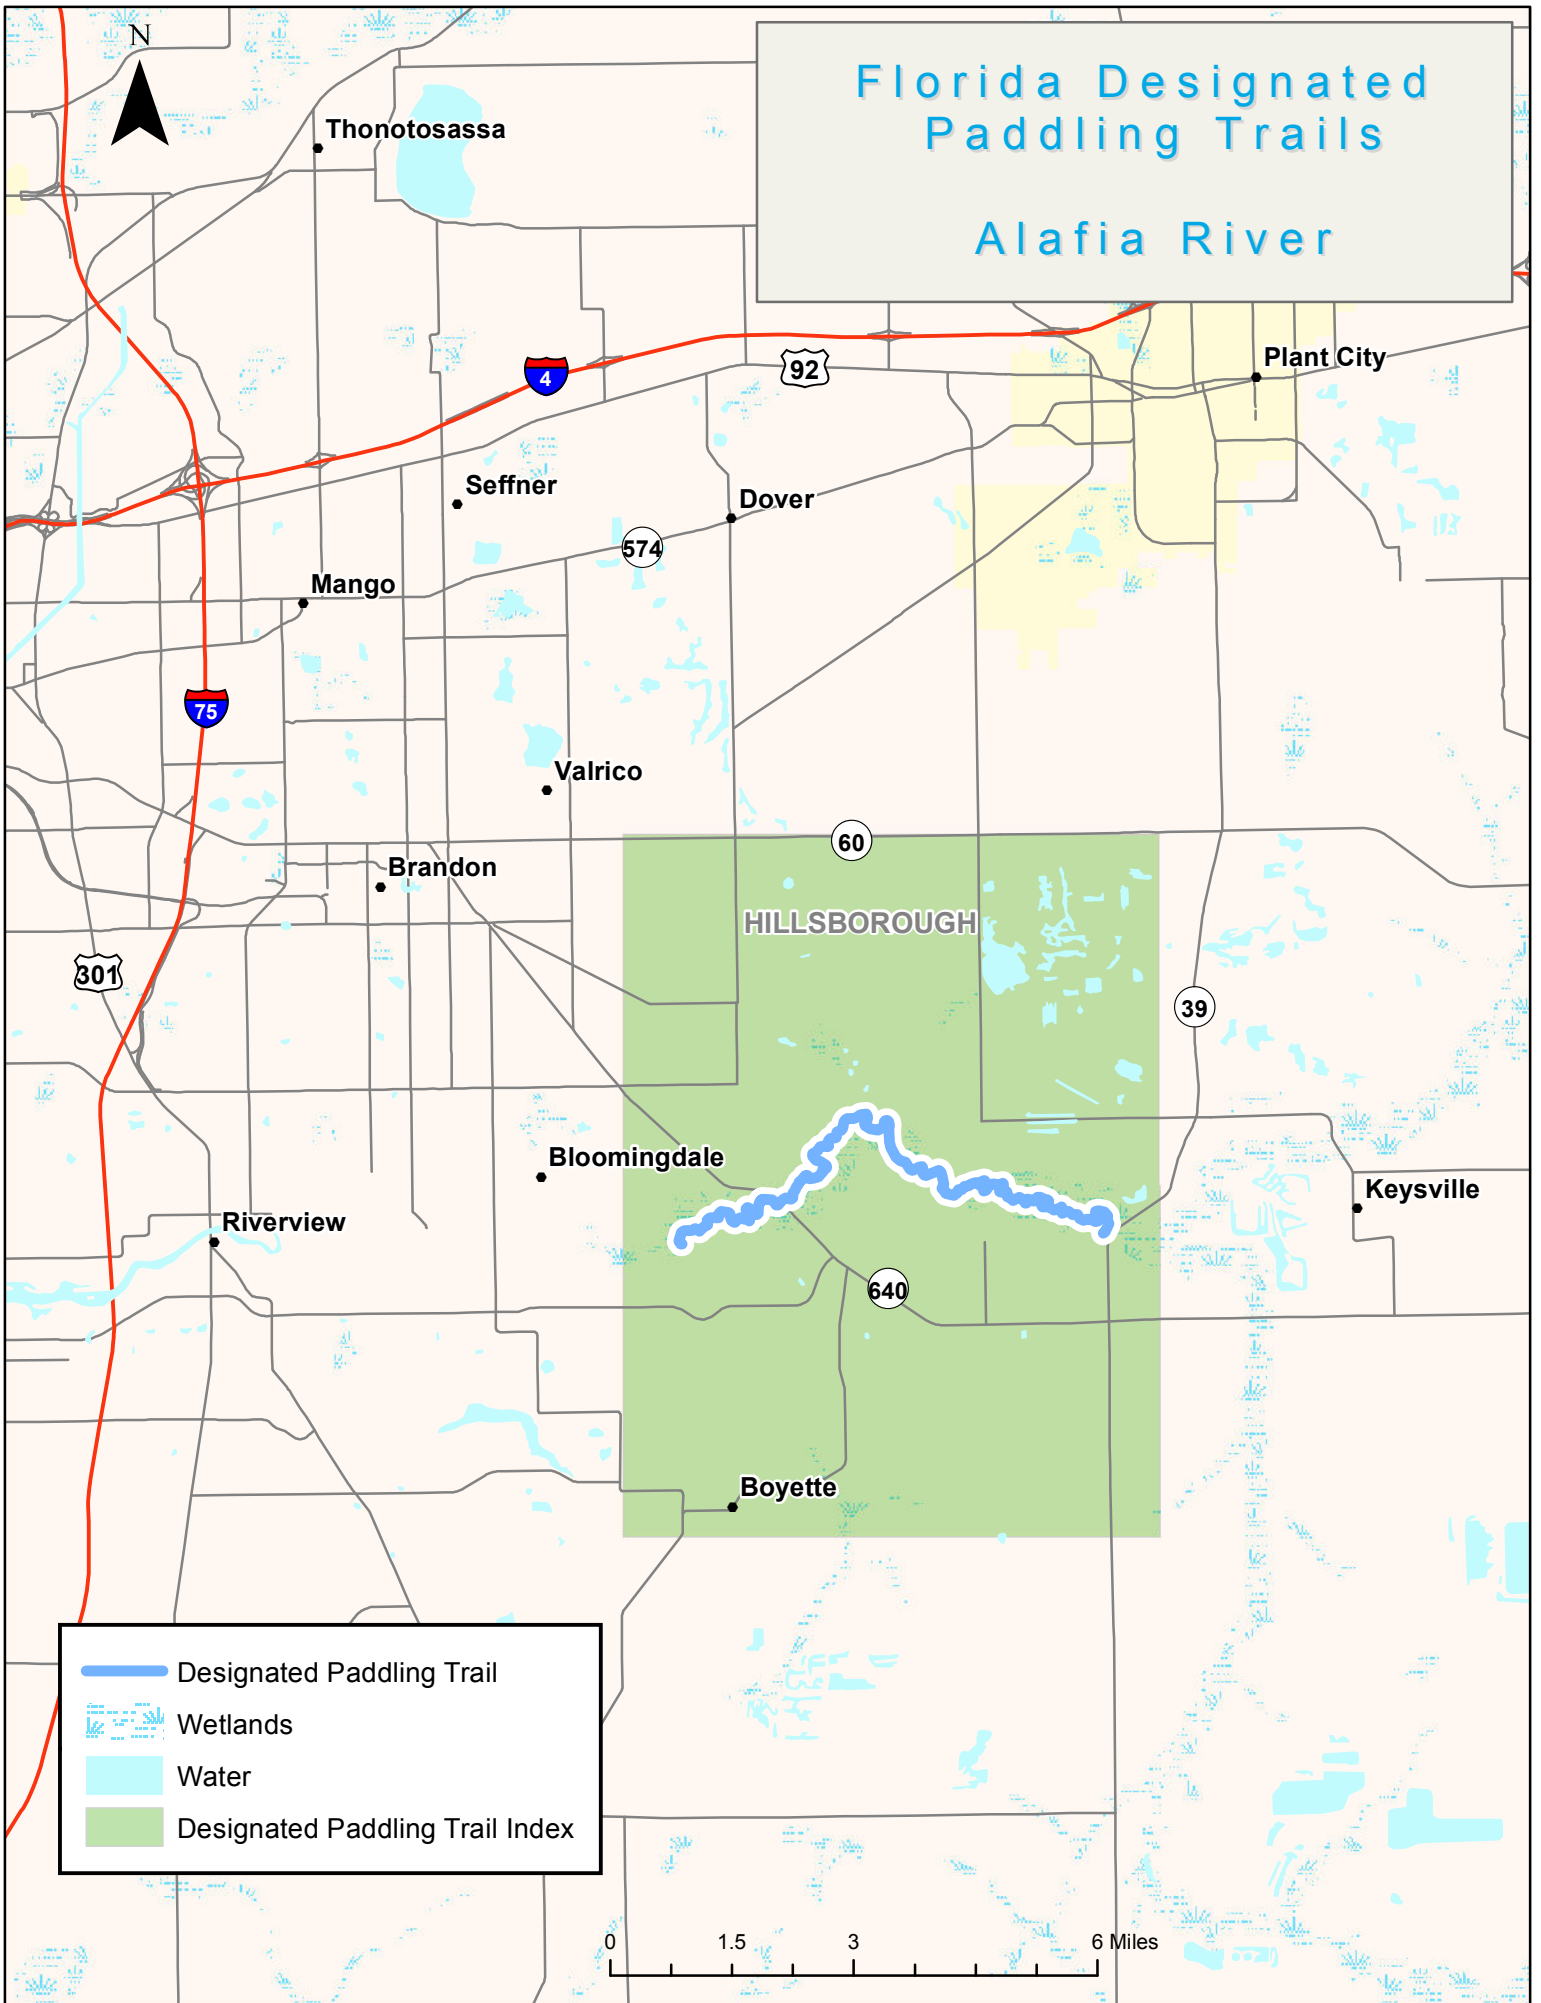 N
Florida Designated
Paddling Trails
Alafia River
Thonotosassa
Plant City
92
4
Seffner
Dover
574
Mango
75
Valrico
60
Brandon
HILLSBOROUGH
301
39
Bloomingdale
Keysville
Riverview
640
Boyette
Designated Paddling Trail
Wetlands
Water
Designated Paddling Trail Index
0 1.5 3 6 Miles